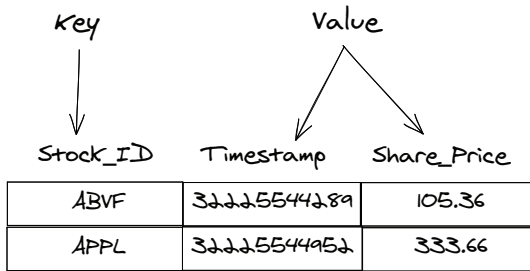 Key Value
Stock_ID Timestamp Share_Price
ABVF 32225544289 105.36
APPL 32225544952 333.66